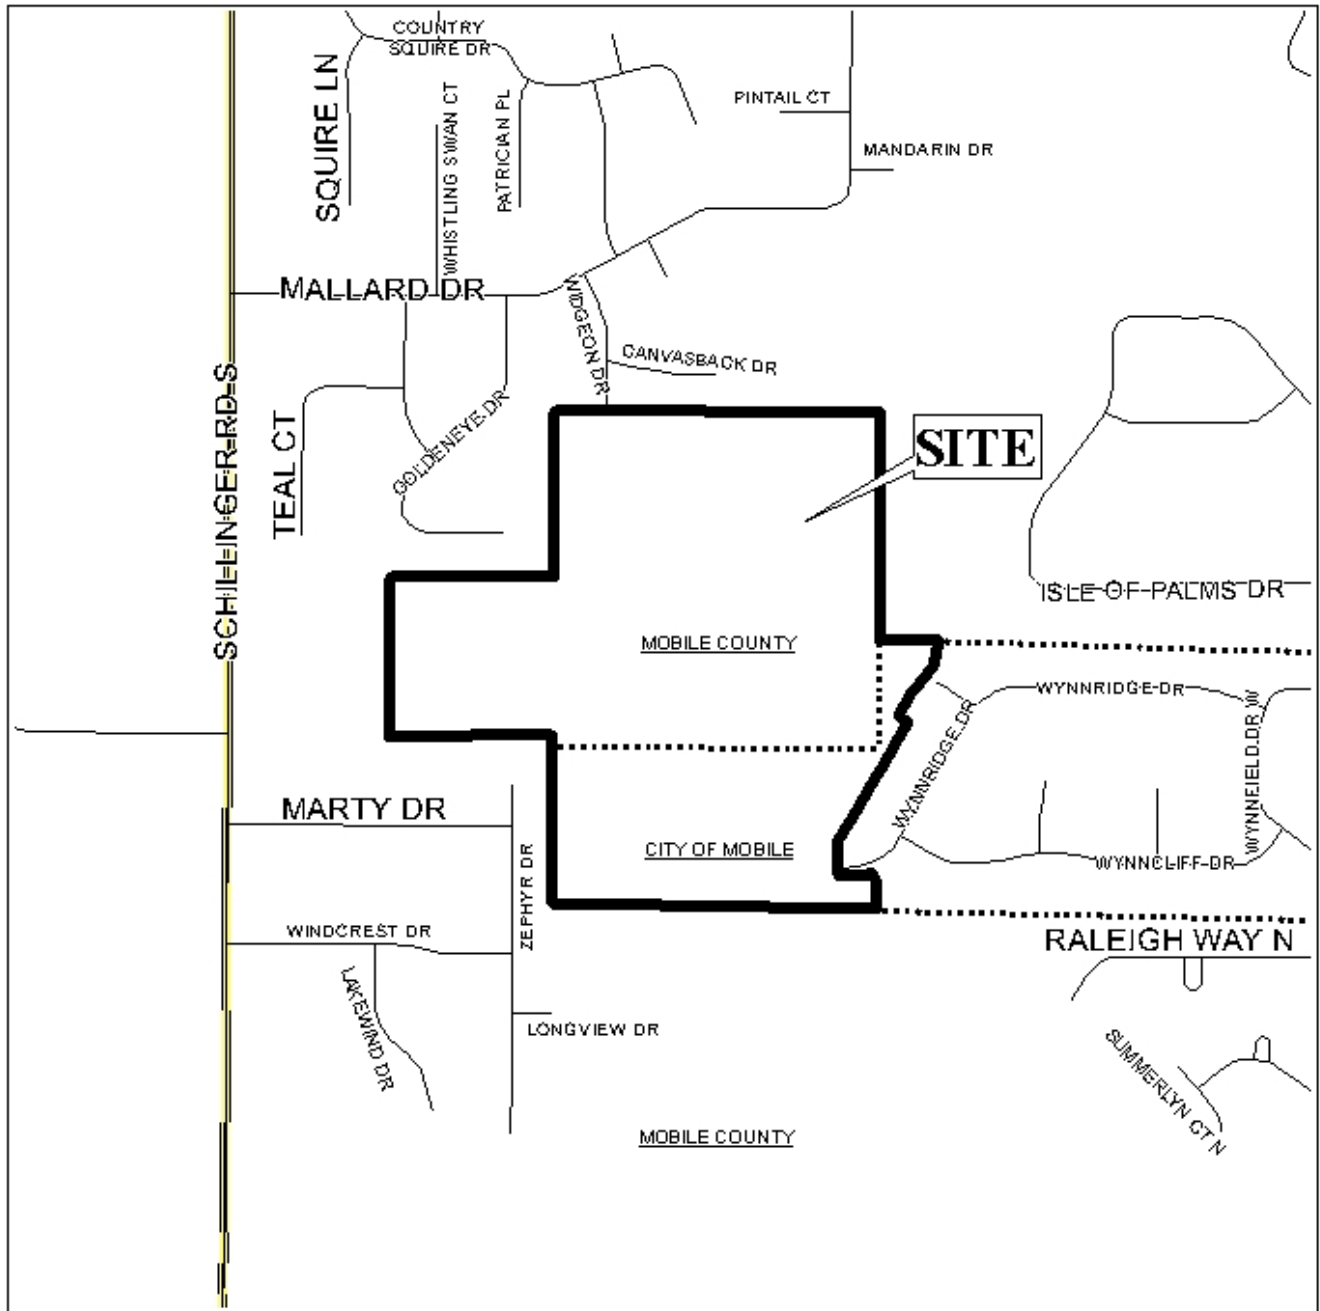 COUNTRY
SQUIRE DR
SQUIRE LN
WHISTLING SWAN CT
PATRICIAN PL
PINTAIL CT
MANDARIN DR
MALLARD DR
WIDGEON DR
CANVASBACK DR
SCHILLINGER RD S
TEAL CT
GOLDENEYE DR
SITE
ISLE OF PALMS DR
MOBILE COUNTY
WYNNRIDGE DR
WYNNRIDGE DR
WYNNFIELD DR W
MARTY DR
ZEPHYR DR
CITY OF MOBILE
WYNNCLIFF DR
WINDCREST DR
RALEIGH WAY N
LAKEWIND DR
LONGVIEW DR
SUMMERLYN CT N
MOBILE COUNTY